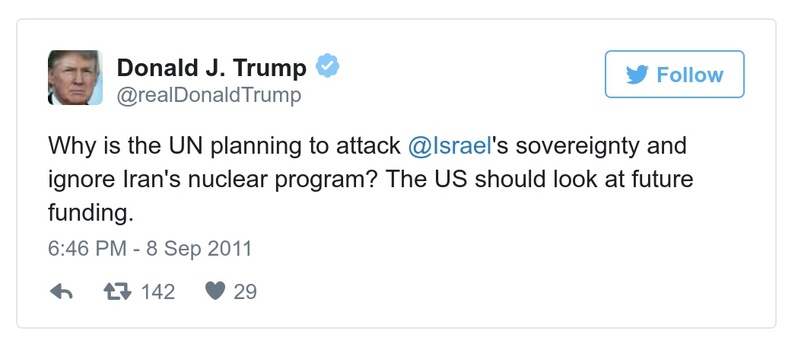 Donald J. Trump
Follow
@realDonaldTrump
Why is the UN planning to attack @Israel's sovereignty and
ignore Iran's nuclear program? The US should look at future
funding.
6:46 PM - 8 Sep 2011
142 29